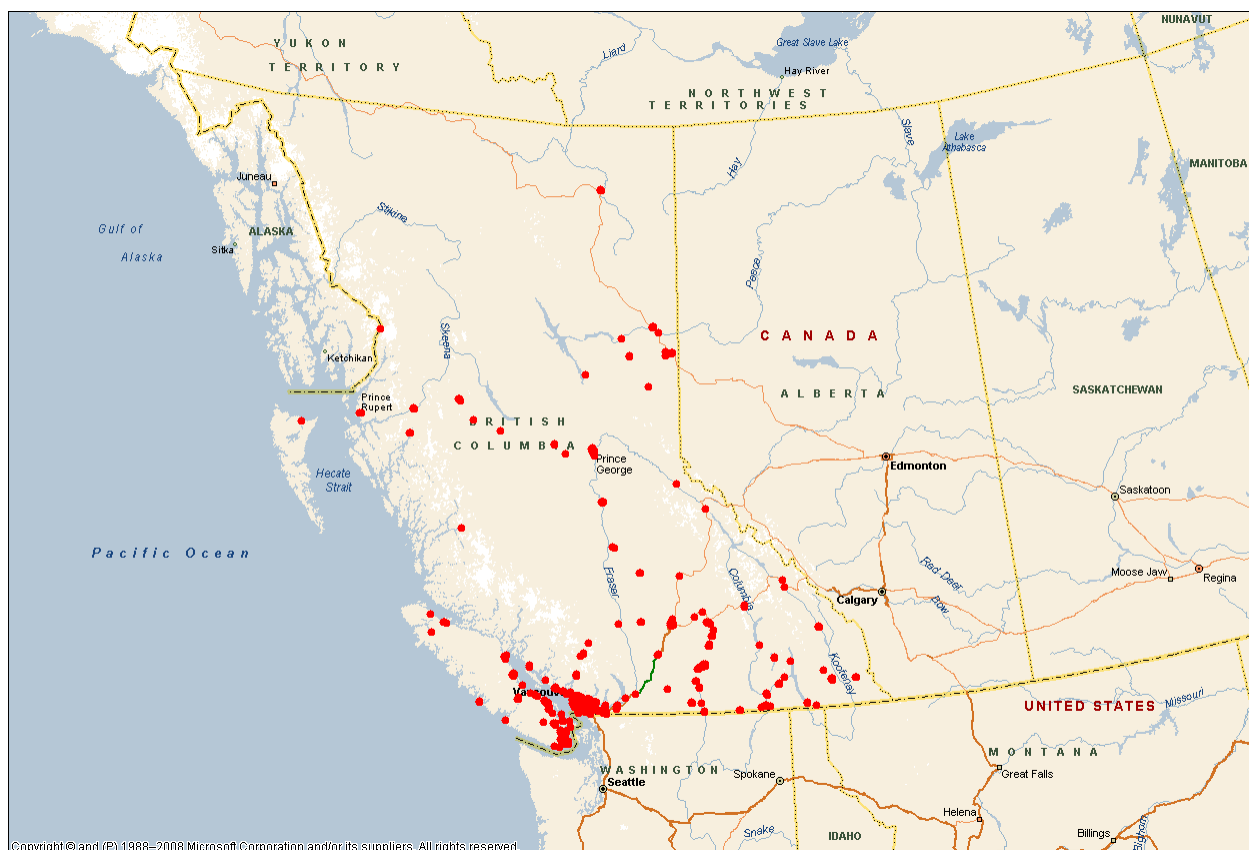 NUNAVUT
YUKON
TERRITORY
Liard
Great Slave Lake
Hay River
NORTHWEST
TERRITORIES
Slave
Lake
Athabasca
MANITOBA
Hay
Juneau
Stikine
ALASKA
Gulf of
Alaska
Sitka
Peace
Skeena
CANADA
Ketchikan
ALBERTA
SASKATCHEWAN
Prince
Rupert
BRITISH
COLUMBIA
Prince
George
Edmonton
Hecate
Strait
Saskatoon
Pacific Ocean
Fraser
Columbia
Red Deer
Bow
Moose Jaw
Regina
Calgary
Kootenay
UNITED STATES
Missouri
MONTANA
WASHINGTON
Spokane
Great Falls
Seattle
Helena
Snake
IDAHO
Billings
Copyright © and (P) 1988–2008 Microsoft Corporation and/or its suppliers. All rights reserved.